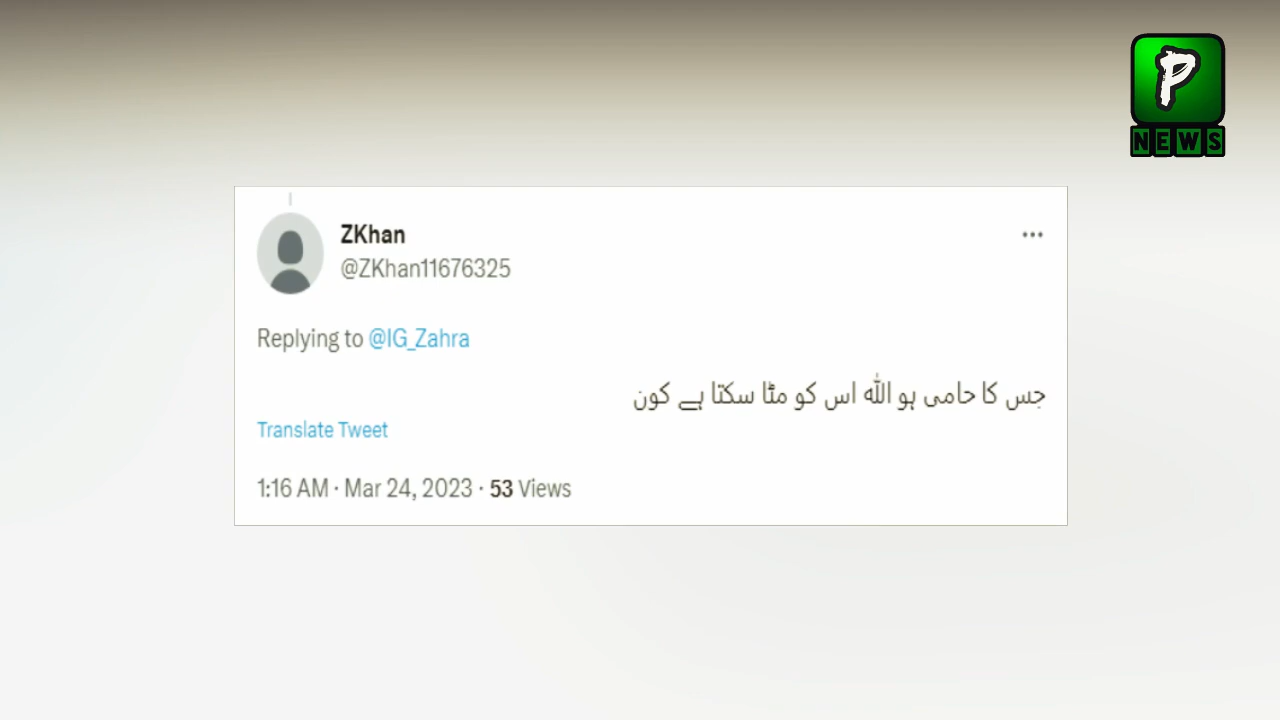 P
NEWS
ZKhan
@ZKhan11676325
Replying to @IG_Zahra
جس کا حامی ہو اللّٰہ اس کو مٹا سکتا ہے کون
Translate Tweet
1:16 AM · Mar 24, 2023 · 53 Views